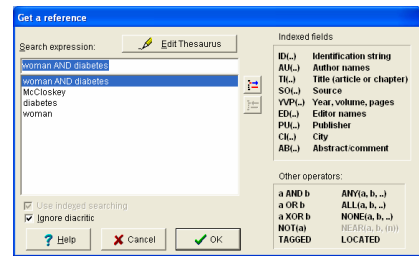 Get a reference
Search expression:
Edit Thesaurus
woman AND diabetes
woman AND diabetes
McCloskey
diabetes
woman
Use indexed searching
Ignore diacritic
? Help
Cancel
OK
Indexed fields
ID(..) Identification string
AU(..) Author names
TI(..) Title (article or chapter)
SO(..) Source
YVP(..) Year, volume, pages
ED(..) Editor names
PU(..) Publisher
CI(..) City
AB(..) Abstract/comment
Other operators:
a AND b ANY(a, b, ..)
a OR b ALL(a, b, ..)
a XOR b NONE(a, b, ..)
NOT(a) NEAR(a, b, (n))
TAGGED LOCATED